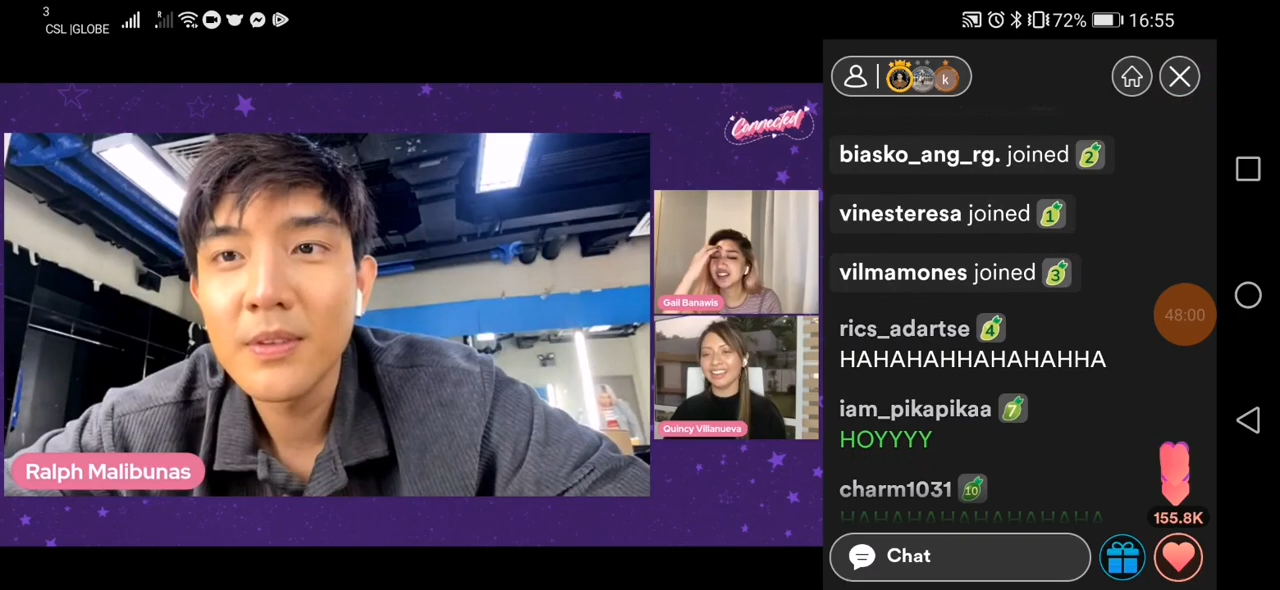 3
CSL |GLOBE
R
72%
16:55
Connected
k
biasko_ang_rg. joined 2
vinesteresa joined 1
vilmamones joined 3
rics_adartse 4
HAHAHAHHAHAHAHHA
iam_pikapikaa 7
HOYYYY
charm1031 10
HAHAHAHAHAHAHAHA
48:00
155.8K
Chat
Gail Banawis
Quincy Villanueva
Ralph Malibunas